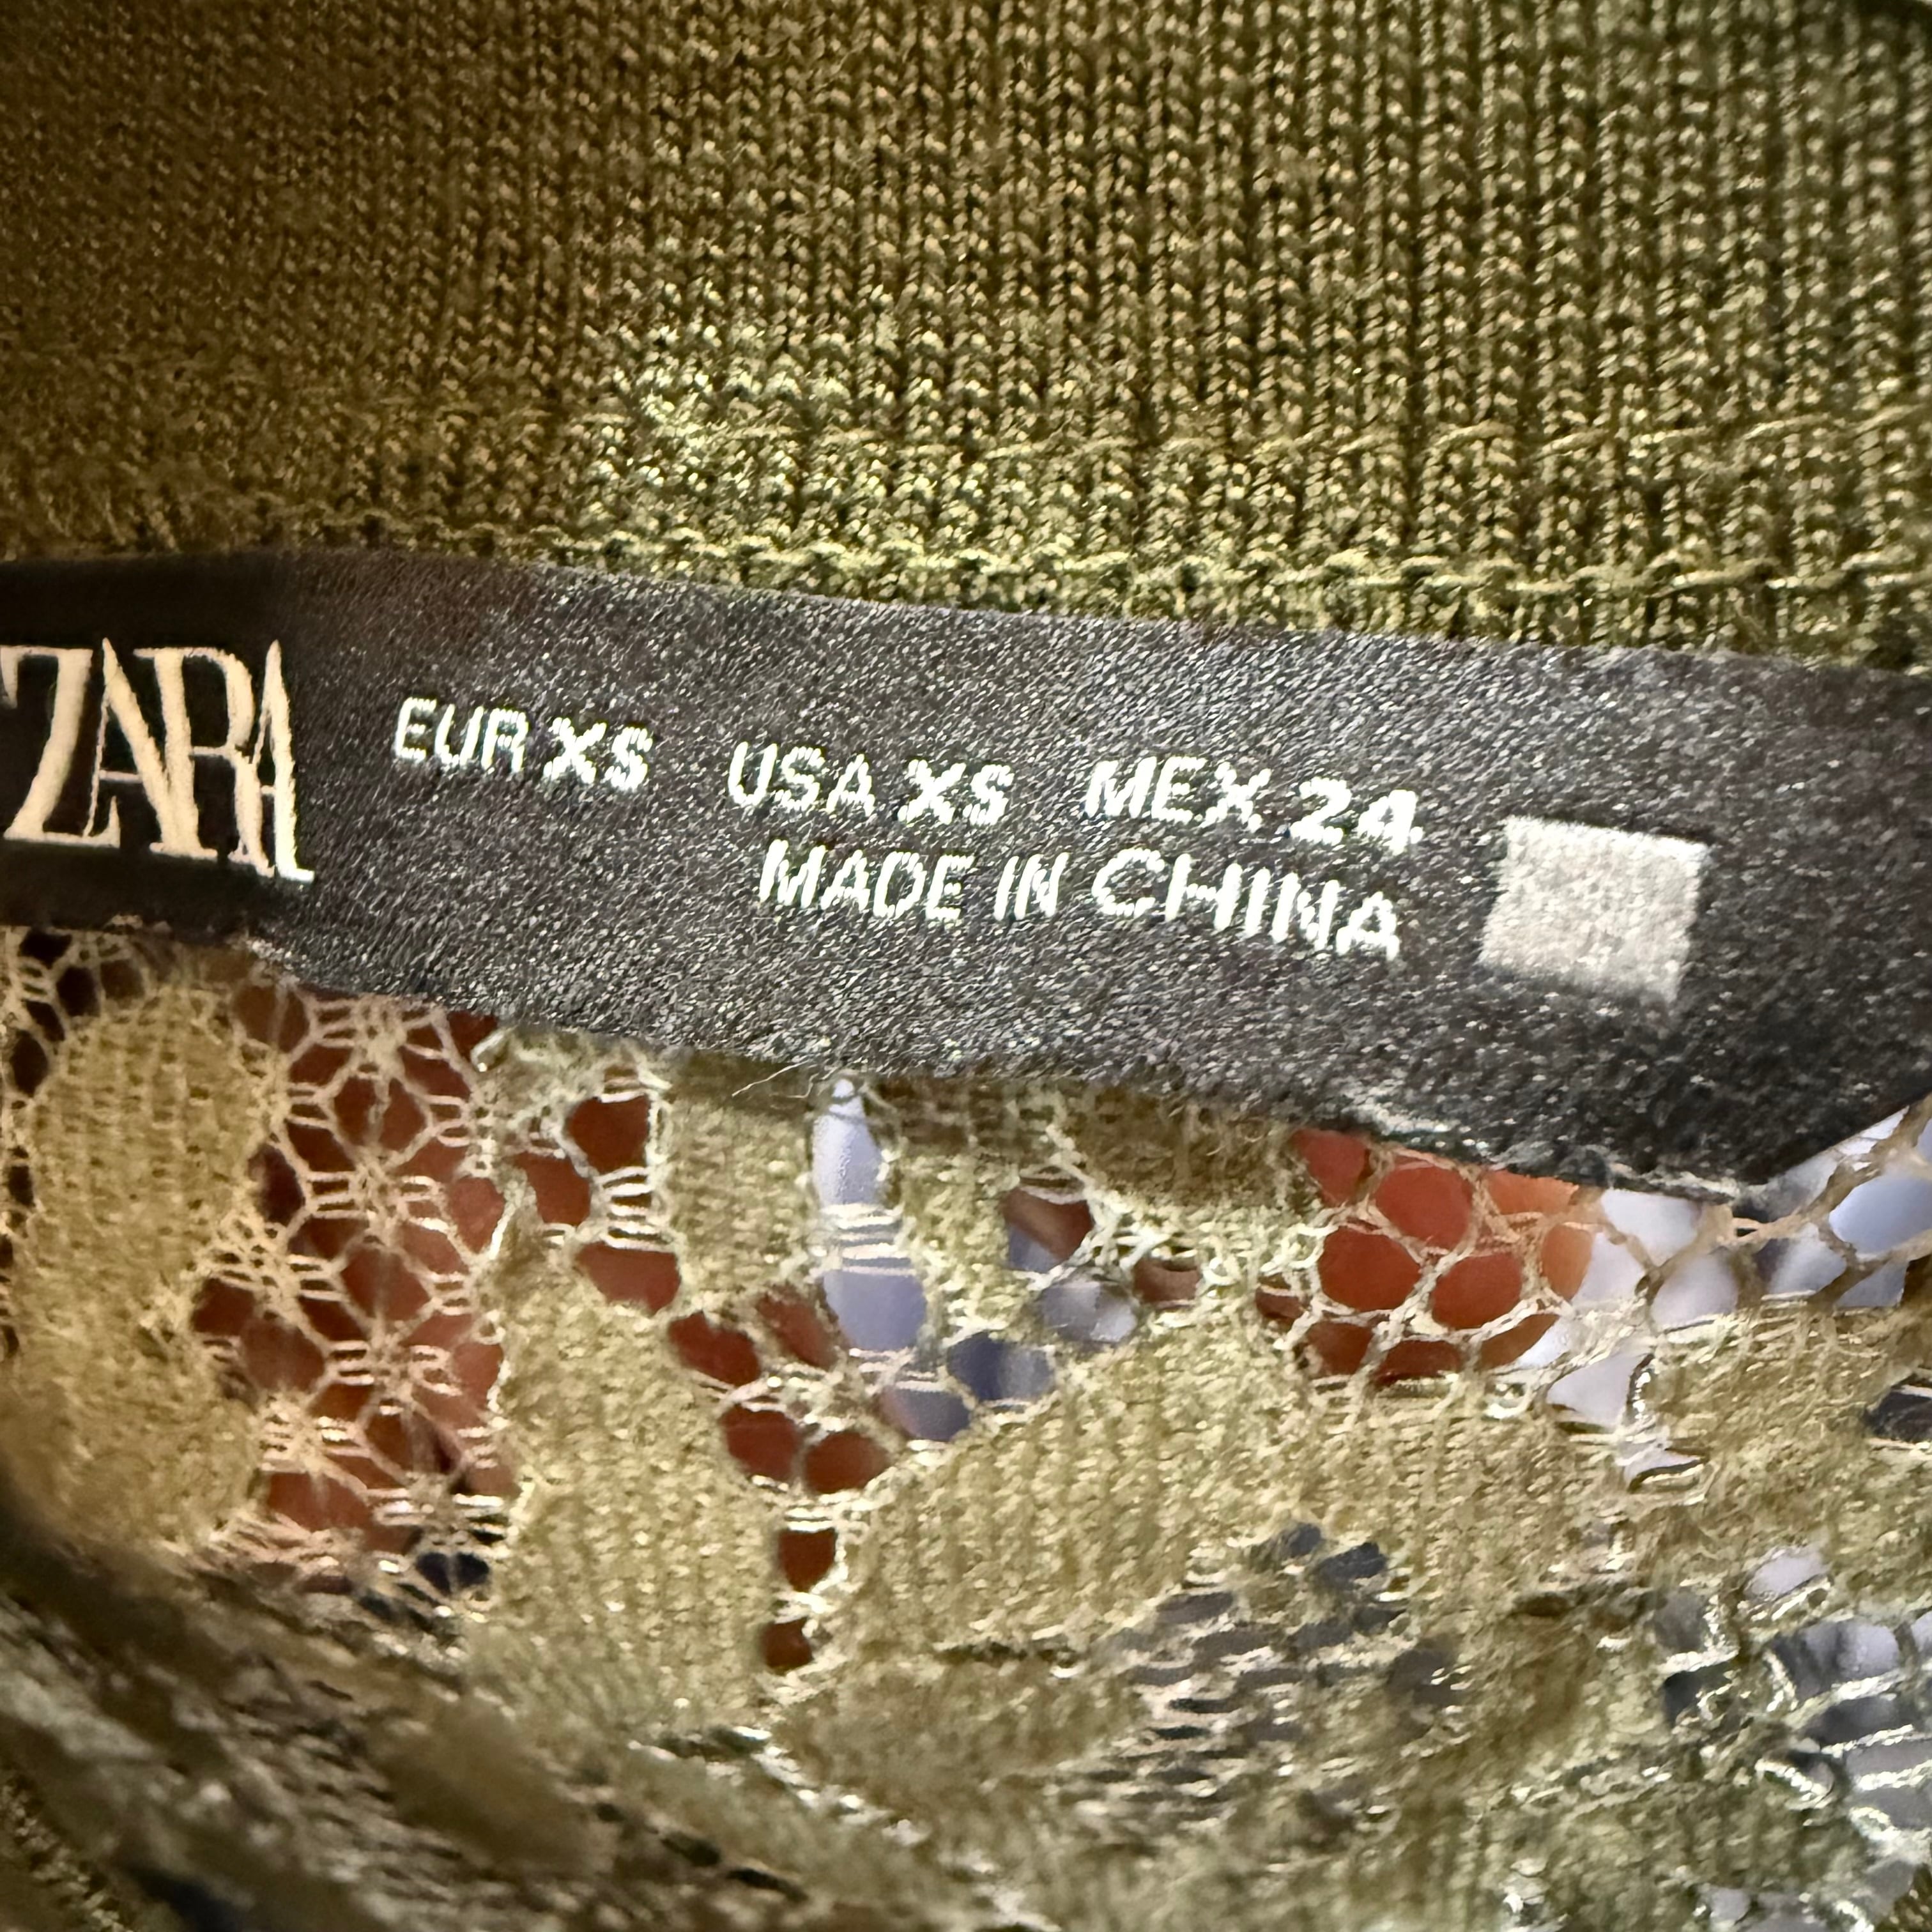 ZARA
EUR XS USA XS MEX 24
MADE IN CHINA